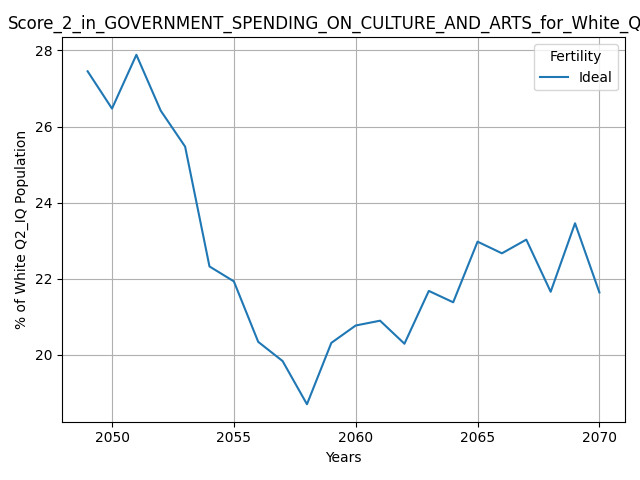 Score_2_in_GOVERNMENT_SPENDING_ON_CULTURE_AND_ARTS_for_White_Q
28
26
24
22
20
% of White Q2_IQ Population
Fertility
Ideal
2050
2055
2060
2065
2070
Years